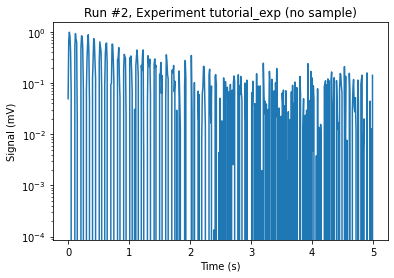 Run #2, Experiment tutorial_exp (no sample)
Signal (mV)
10⁰
10⁻¹
10⁻²
10⁻³
10⁻⁴
0 1 2 3 4 5
Time (s)